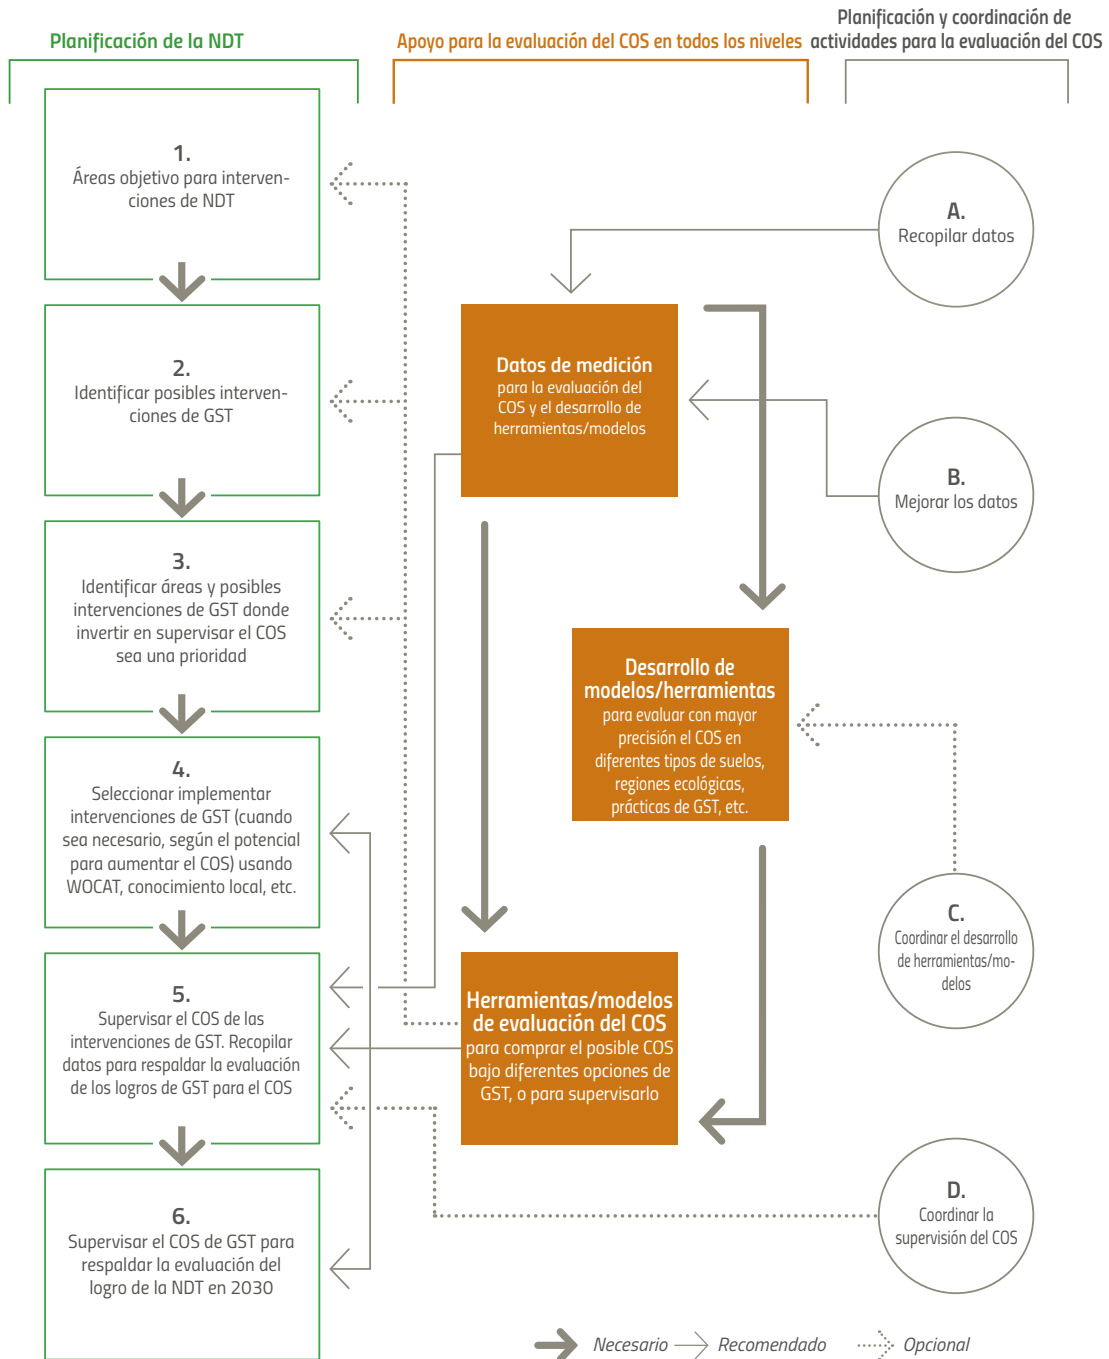 Planificación de la NDT
Apoyo para la evaluación del COS en todos los niveles
Planificación y coordinación de
actividades para la evaluación del COS
1.
Áreas objetivo para interven-
ciones de NDT
2.
Identificar posibles interven-
ciones de GST
3.
Identificar áreas y posibles
intervenciones de GST donde
invertir en supervisar el COS
sea una prioridad
4.
Seleccionar implementar
intervenciones de GST (cuando
sea necesario, según el potencial
para aumentar el COS) usando
WOCAT, conocimiento local, etc.
5.
Supervisar el COS de las
intervenciones de GST. Recopilar
datos para respaldar la evaluación
de los logros de GST para el COS
6.
Supervisar el COS de GST para
respaldar la evaluación del
logro de la NDT en 2030
Datos de medición
para la evaluación del
COS y el desarrollo de
herramientas/modelos
Desarrollo de
modelos/herramientas
para evaluar con mayor
precisión el COS en
diferentes tipos de suelos,
regiones ecológicas,
prácticas de GST, etc.
Herramientas/modelos
de evaluación del COS
para comprar el posible COS
bajo diferentes opciones de
GST, o para supervisarlo
A.
Recopilar datos
B.
Mejorar los datos
C.
Coordinar el desarrollo
de herramientas/mo-
delos
D.
Coordinar la
supervisión del COS
Necesario
Recomendado
Opcional